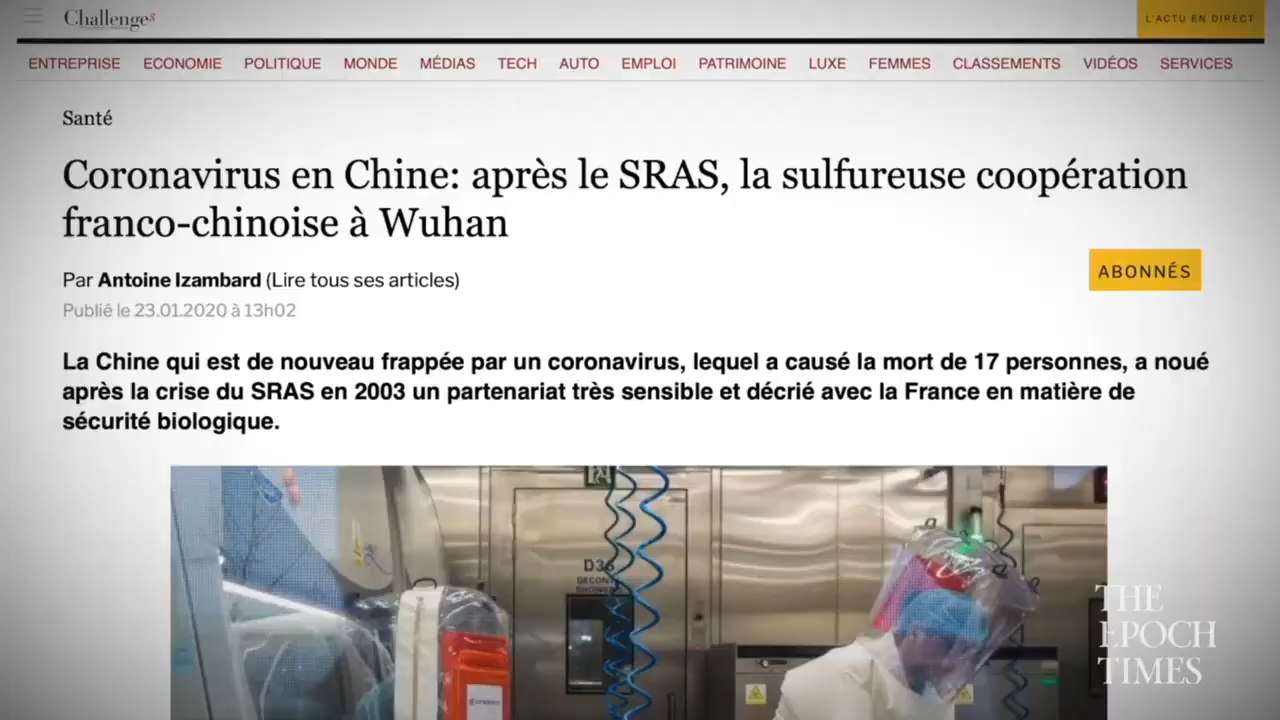 Challenges
L'ACTU EN DIRECT
ENTREPRISE ECONOMIE POLITIQUE MONDE MÉDIAS TECH AUTO EMPLOI PATRIMOINE LUXE FEMMES CLASSEMENTS VIDÉOS SERVICES
Santé
Coronavirus en Chine: après le SRAS, la sulfureuse coopération
franco-chinoise à Wuhan
Par Antoine Izambard (Lire tous ses articles)
ABONNÉS
Publié le 23.01.2020 à 13h02
La Chine qui est de nouveau frappée par un coronavirus, lequel a causé la mort de 17 personnes, a noué
après la crise du SRAS en 2003 un partenariat très sensible et décrié avec la France en matière de
sécurité biologique.
THE
EPOCH
TIMES